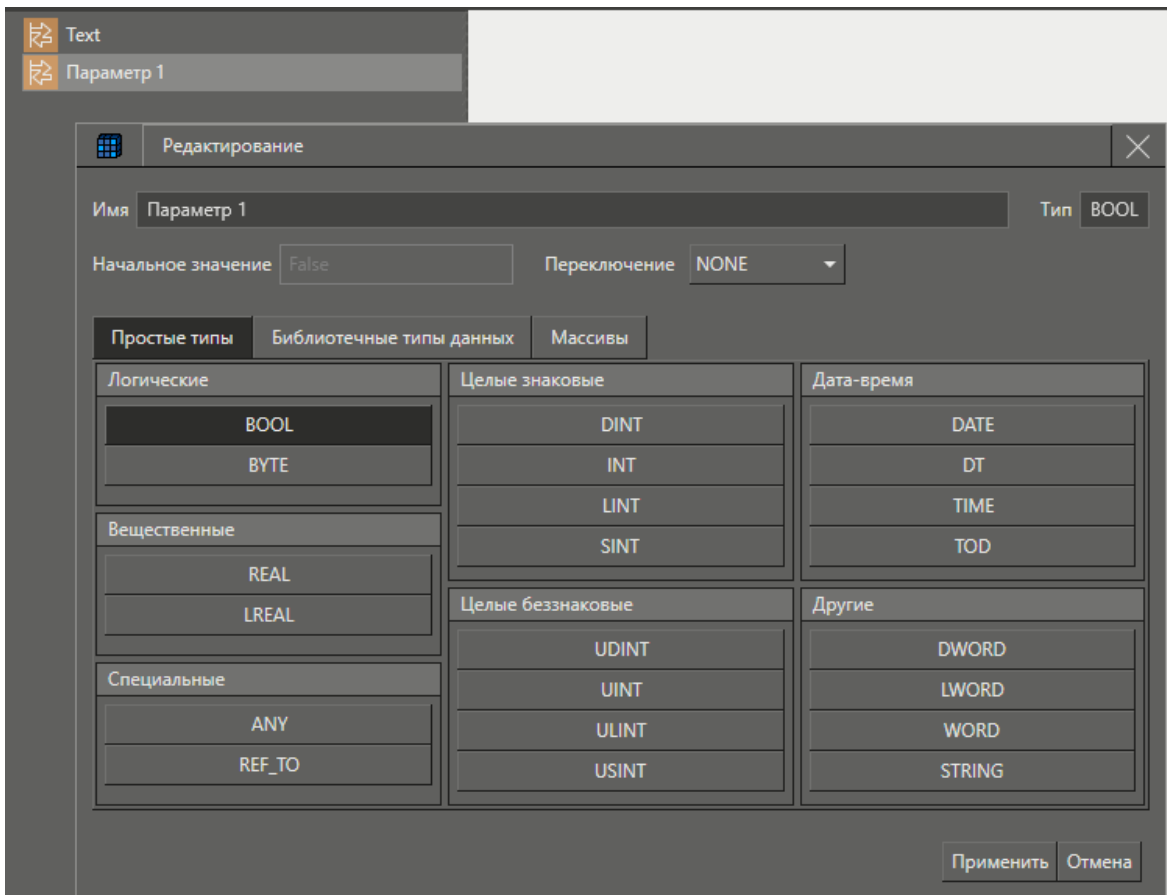 Text
Параметр 1
Редактирование
Имя Параметр 1 Тип BOOL
Начальное значение False Переключение NONE
Простые типы Библиотечные типы данных Массивы
Логические
BOOL
BYTE
Вещественные
REAL
LREAL
Специальные
ANY
REF_TO
Целые знаковые
DINT
INT
LINT
SINT
Целые беззнаковые
UDINT
UINT
ULINT
USINT
Дата-время
DATE
DT
TIME
TOD
Другие
DWORD
LWORD
WORD
STRING
Применить Отмена